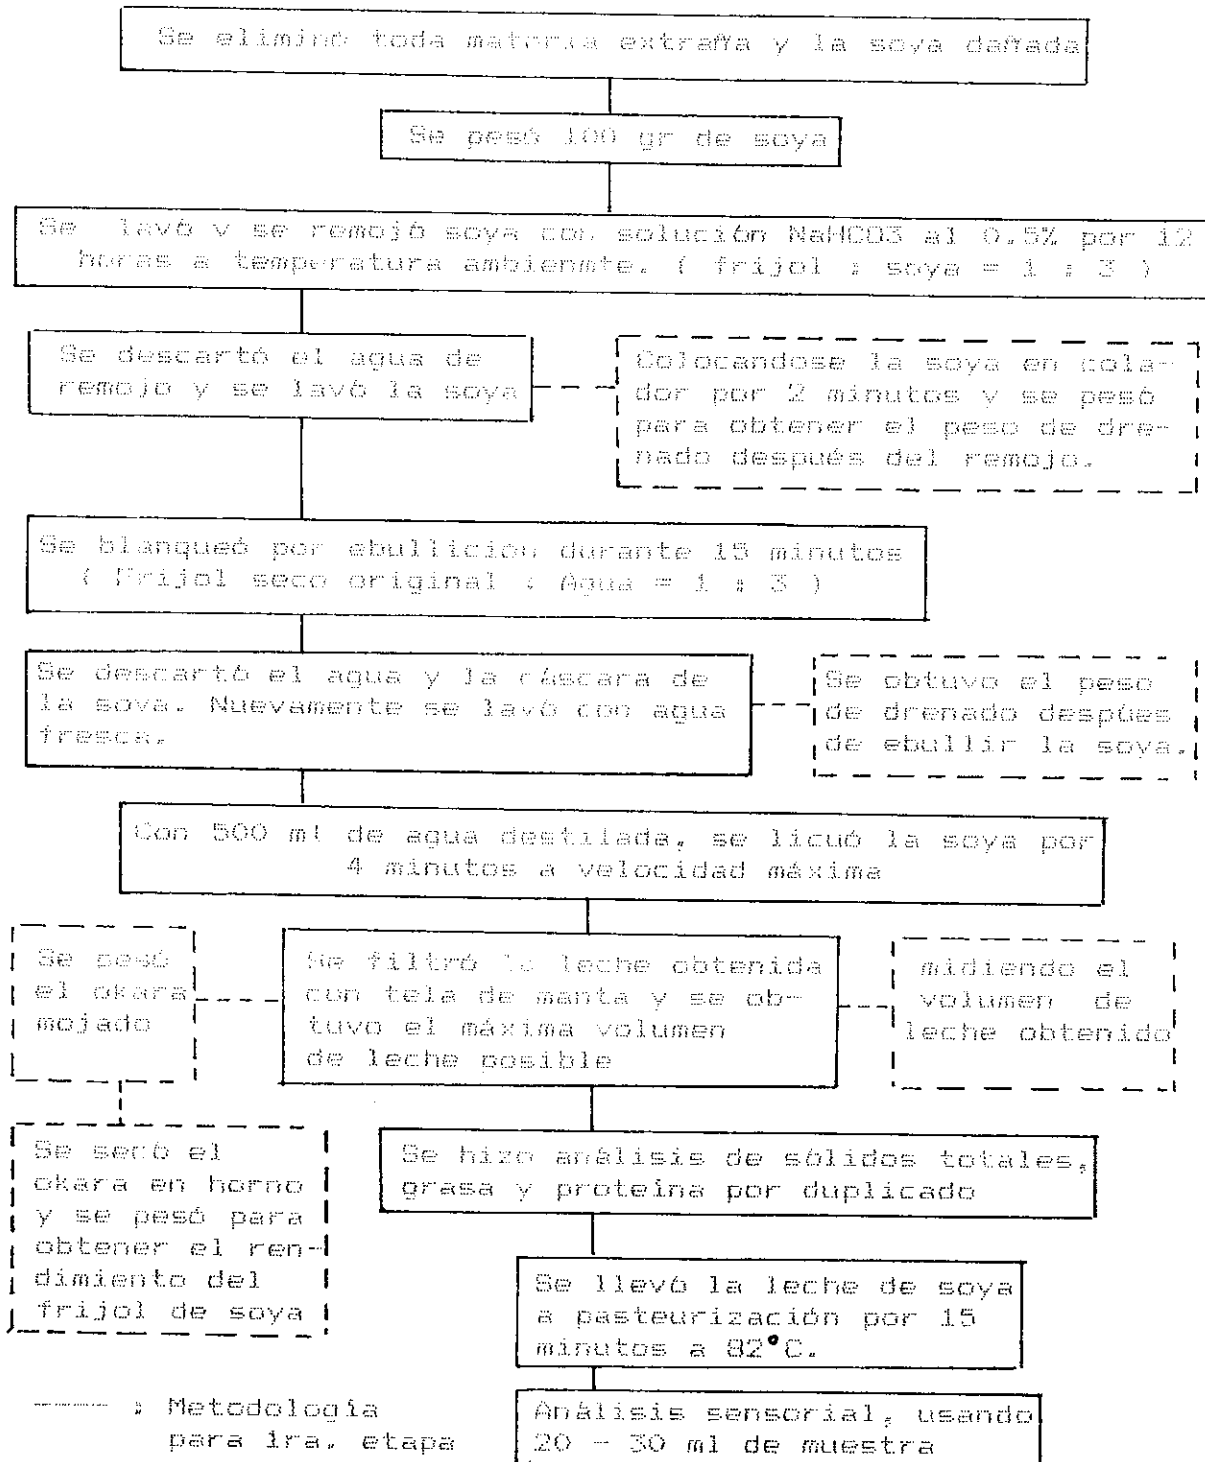 Se eliminó toda materia extraña y la soya dañada
Se pesó 100 gr de soya
Se lavó y se remojó soya con solución NaHCO3 al 0.5% por 12
horas a temperatura ambienmte. ( frijol : soya = 1 : 3 )
Se descartó el agua de
remojo y se lavó la soya
Colocandose la soya en cola-
dor por 2 minutos y se pesó
para obtener el peso de dre-
nado después del remojo.
Se blanqueó por ebullición durante 15 minutos
( Frijol seco original : Agua = 1 : 3 )
Se descartó el agua y la cáscara de
la soya. Nuevamente se lavó con agua
fresca.
Se obtuvo el peso
de drenado despúes
de ebullir la soya.
Con 500 ml de agua destilada, se licuó la soya por
4 minutos a velocidad máxima
Se pesó
el okara
mojado
Se filtró la leche obtenida
con tela de manta y se ob-
tuvo el máxima volumen
de leche posible
midiendo el
volumen de
leche obtenido
Se secó el
okara en horno
y se pesó para
obtener el ren-
dimiento del
frijol de soya
Se hizo análisis de sólidos totales,
grasa y proteina por duplicado
Se llevó la leche de soya
a pasteurización por 15
minutos a 82°C.
------ : Metodología
para 1ra. etapa
Análisis sensorial, usando
20 - 30 ml de muestra